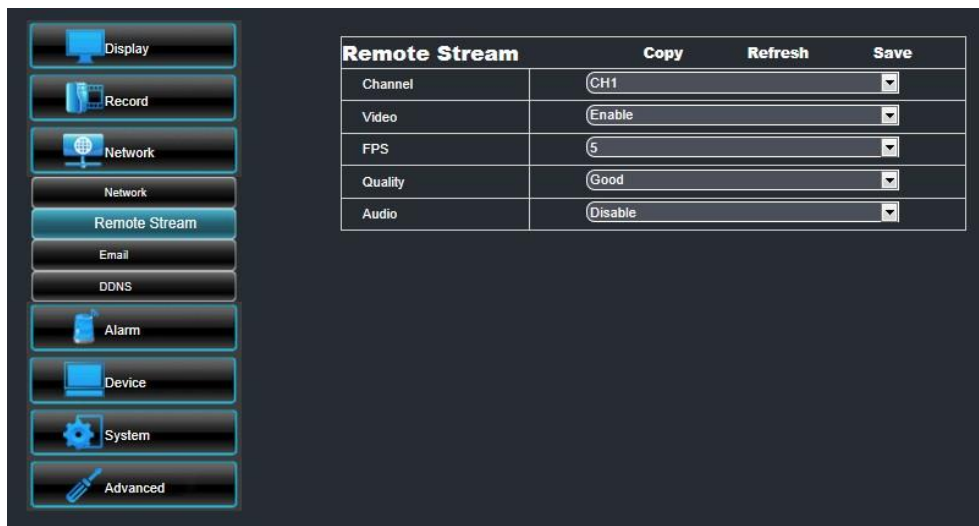 Display
Record
Network
Network
Remote Stream
Email
DDNS
Alarm
Device
System
Advanced
Remote Stream Copy Refresh Save
Channel CH1
Video Enable
FPS 5
Quality Good
Audio Disable